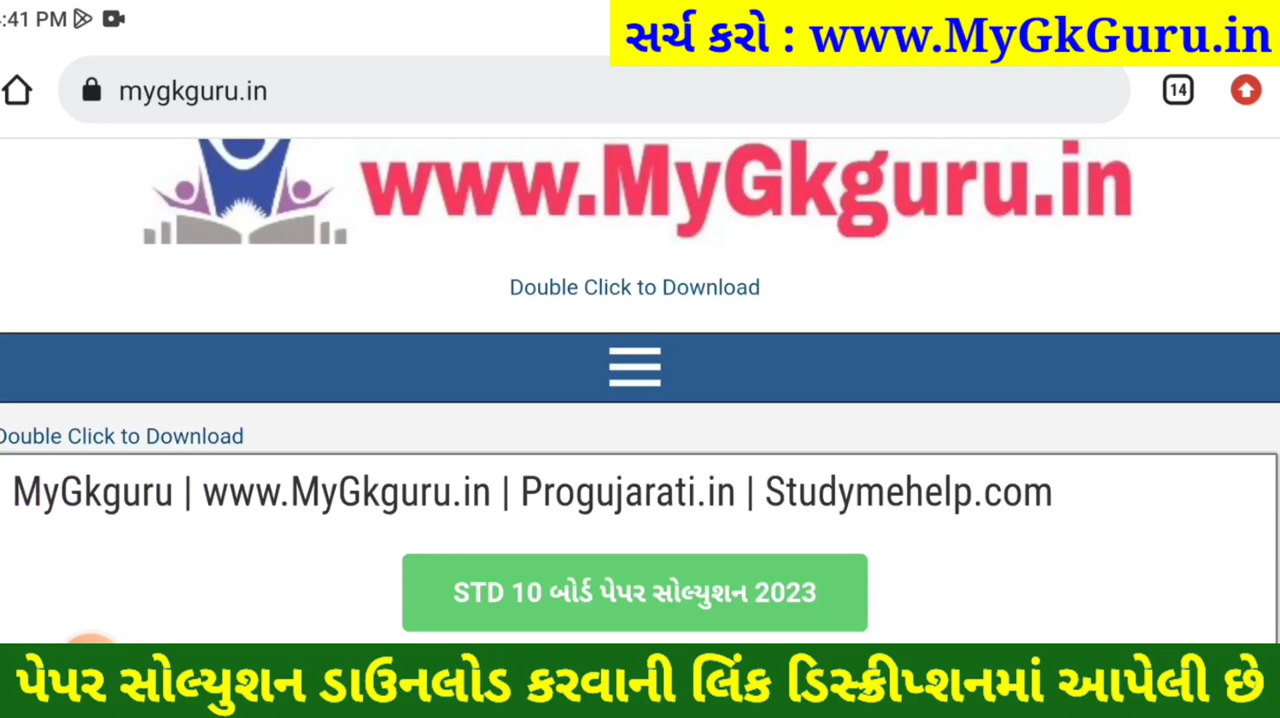 :41 PM
સર્ચ કરો : www.MyGkGuru.in
mygkguru.in
14
www.MyGkguru.in
Double Click to Download
Double Click to Download
MyGkguru | www.MyGkguru.in | Progujarati.in | Studymehelp.com
STD 10 બોર્ડ પેપર સોલ્યુશન 2023
પેપર સોલ્યુશન ડાઉનલોડ કરવાની લિંક ડિસ્ક્રીપ્શનમાં આપેલી છે